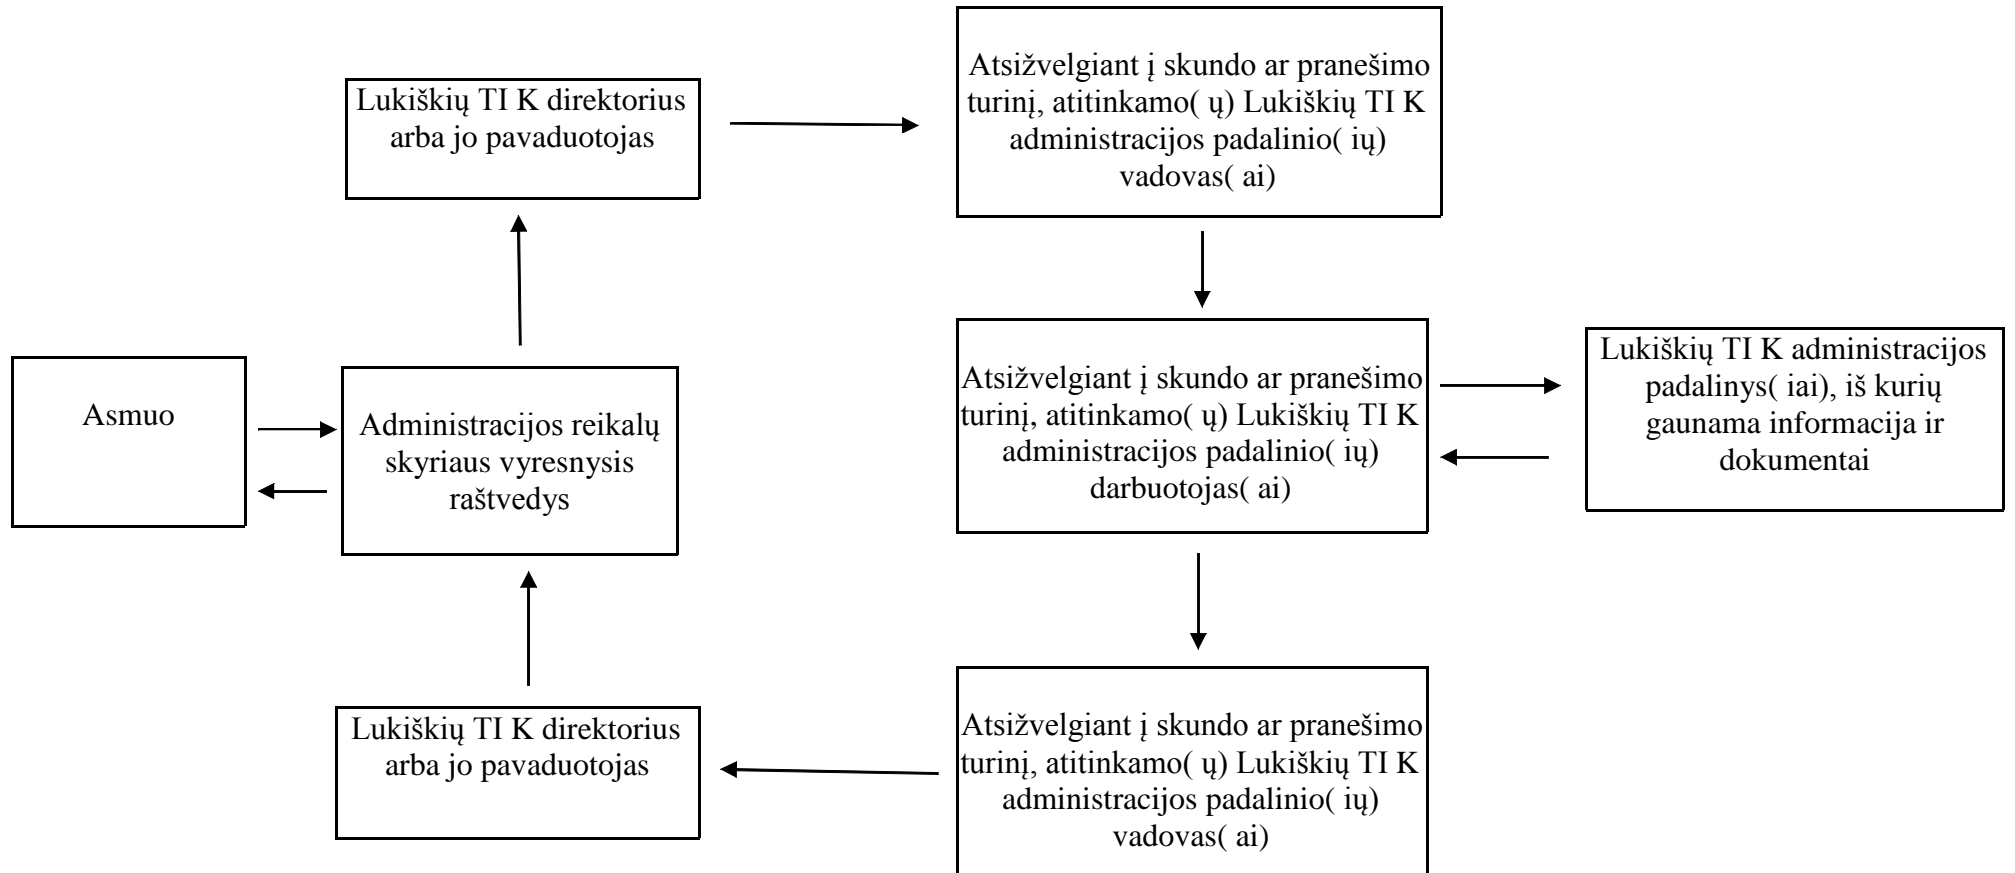 Atsižvelgiant į skundo ar pranešimo
turinį, atitinkamo( ų) Lukiškių TI K
administracijos padalinio( ių)
vadovas( ai)
Lukiškių TI K direktorius
arba jo pavaduotojas
Asmuo
Administracijos reikalų
skyriaus vyresnysis
raštvedys
Atsižvelgiant į skundo ar pranešimo
turinį, atitinkamo( ų) Lukiškių TI K
administracijos padalinio( ių)
darbuotojas( ai)
Lukiškių TI K administracijos
padalinys( iai), iš kurių
gaunama informacija ir
dokumentai
Lukiškių TI K direktorius
arba jo pavaduotojas
Atsižvelgiant į skundo ar pranešimo
turinį, atitinkamo( ų) Lukiškių TI K
administracijos padalinio( ių)
vadovas( ai)